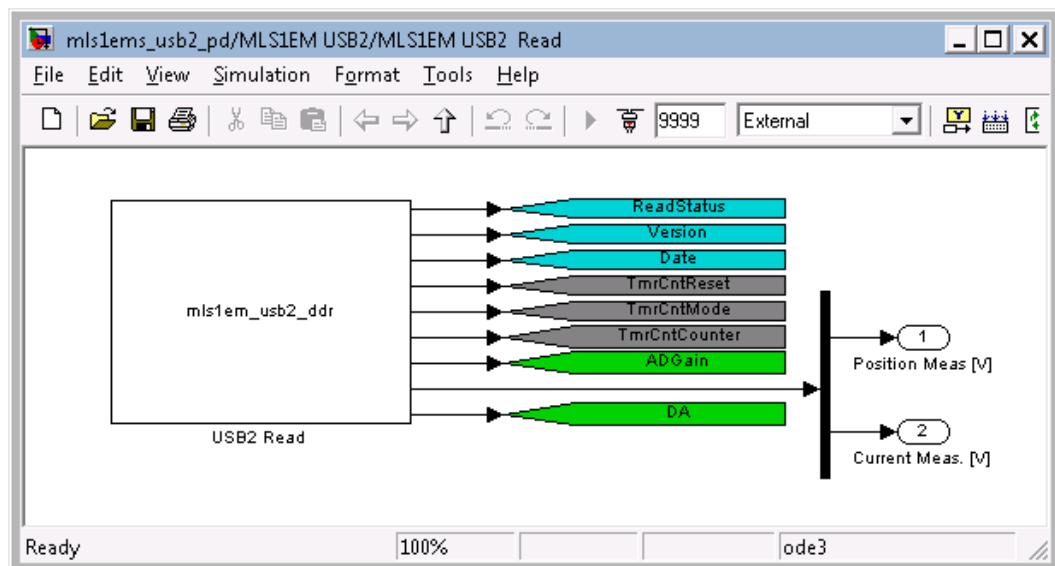 mls1ems_usb2_pd/MLS1EM USB2/MLS1EM USB2 Read
File Edit View Simulation Format Tools Help
9999 External
ReadStatus
Version
Date
TmrCntReset
mls1em_usb2_ddr TmrCntMode
TmrCntCounter
1
ADGain
Position Meas [V]
DA
2
USB2 Read
Current Meas. [V]
Ready 100% ode3